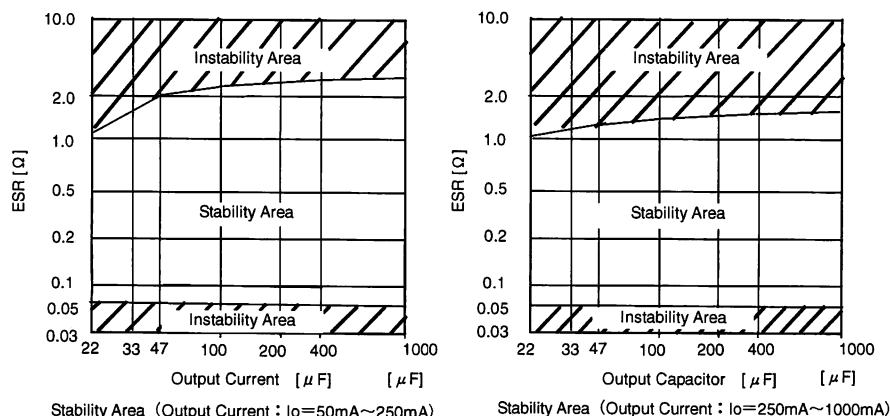 10.0
2.0
1.0
0.5
0.2
0.1
0.05
0.03
ESR [Ω]
Instability Area
Stability Area
Instability Area
22 33 47 100 200 400 1000
Output Current [μF] [μF]
Stability Area (Output Current : Io=50mA~250mA)
10.0
2.0
1.0
0.5
0.2
0.1
0.05
0.03
ESR [Ω]
Instability Area
Stability Area
Instability Area
22 33 47 100 200 400 1000
Output Capacitor [μF] [μF]
Stability Area (Output Current : Io=250mA~1000mA)